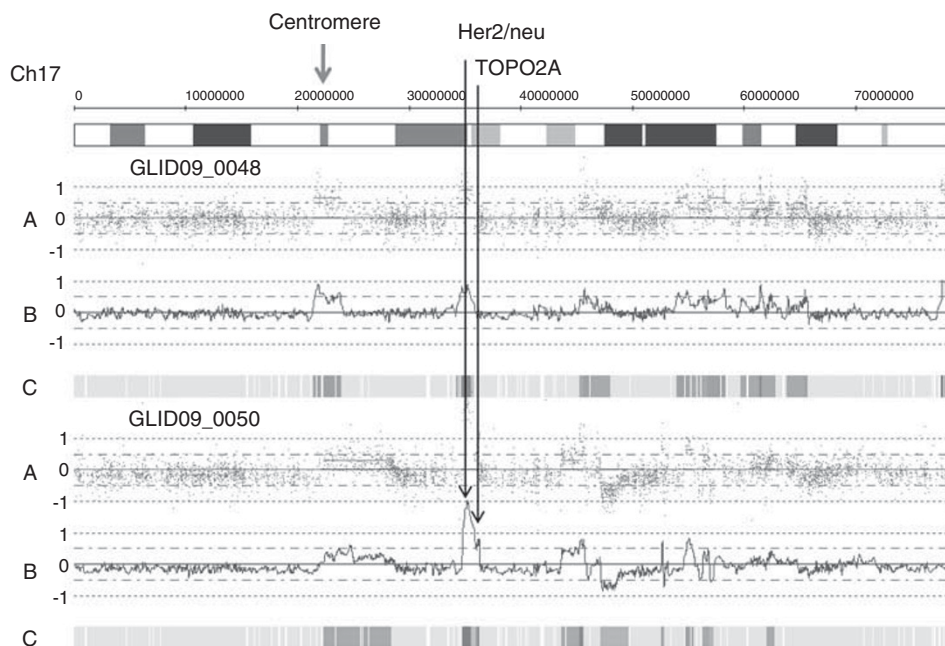 Centromere
Her2/neu
TOPO2A
Ch17
0 10000000 20000000 30000000 40000000 50000000 60000000 70000000
GLID09_0048
1
A 0
-1
1
B 0
-1
C
GLID09_0050
1
A 0
-1
1
B 0
-1
C